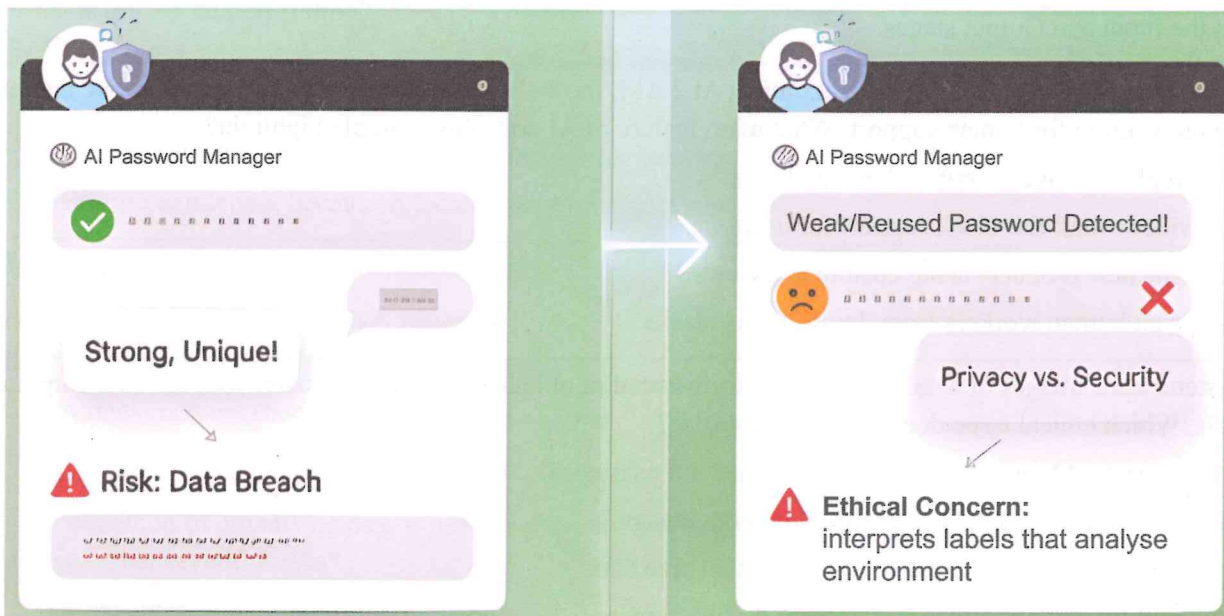 AI Password Manager
Strong, Unique!
Risk: Data Breach
AI Password Manager
Weak/Reused Password Detected!
Privacy vs. Security
Ethical Concern:
interprets labels that analyse
environment